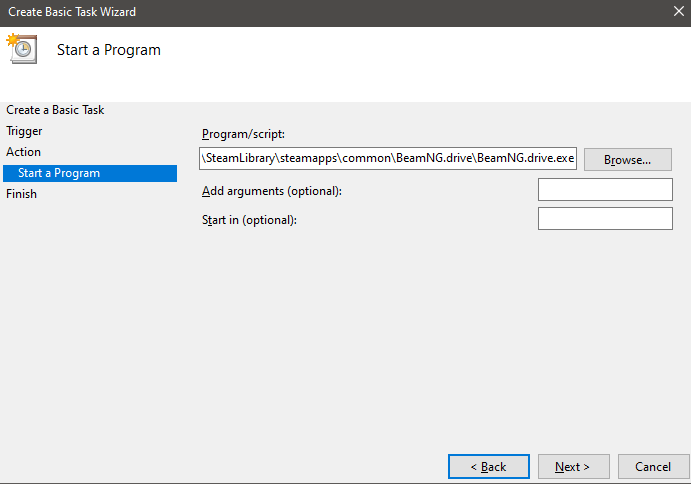 Create Basic Task Wizard
Start a Program
Create a Basic Task
Trigger
Action
Start a Program
Finish
Program/script:
\SteamLibrary\steamapps\common\BeamNG.drive\BeamNG.drive.exe
Browse...
Add arguments (optional):
Start in (optional):
< Back
Next >
Cancel